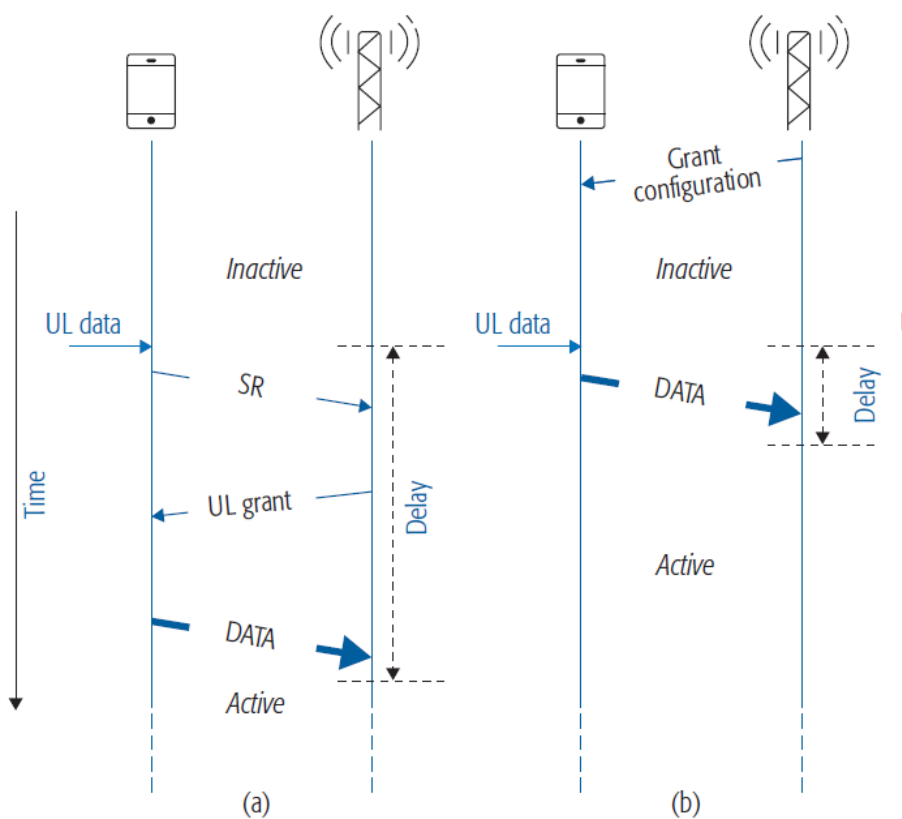 Grant
configuration
Inactive
Inactive
UL data
UL data
SR
DATA
Delay
Time
UL grant
Delay
Active
DATA
Active
(a)
(b)